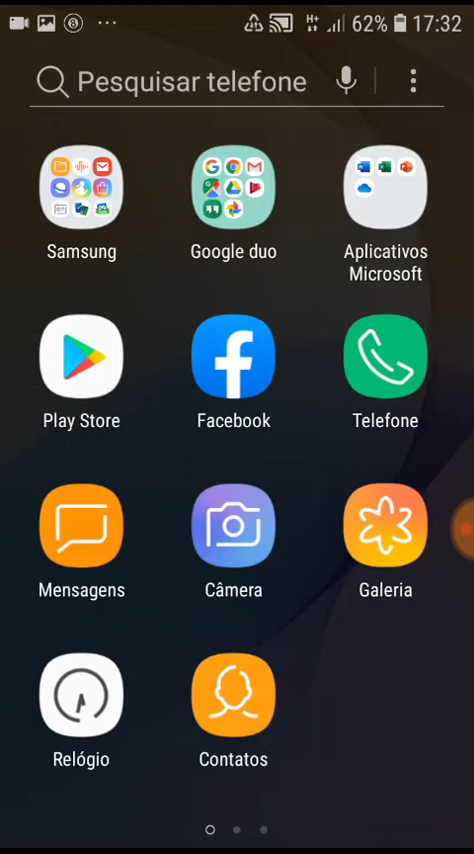 H+ 62% 17:32
Pesquisar telefone
Samsung
Google duo
Aplicativos
Microsoft
Play Store
Facebook
Telefone
Mensagens
Câmera
Galeria
Relógio
Contatos